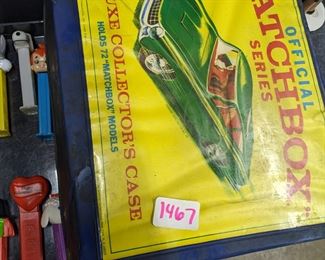 OFFICIAL
ATCHBOX
SERIES
UXE COLLECTOR'S CASE
HOLDS 72 "MATCHBOX" MODELS
1467